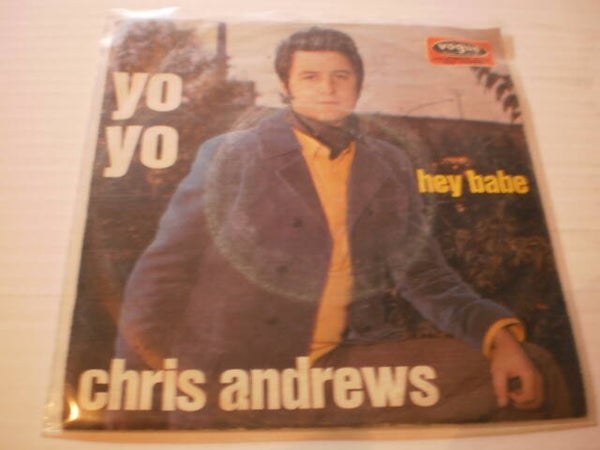 yo
yo
vogue
hey babe
chris andrews